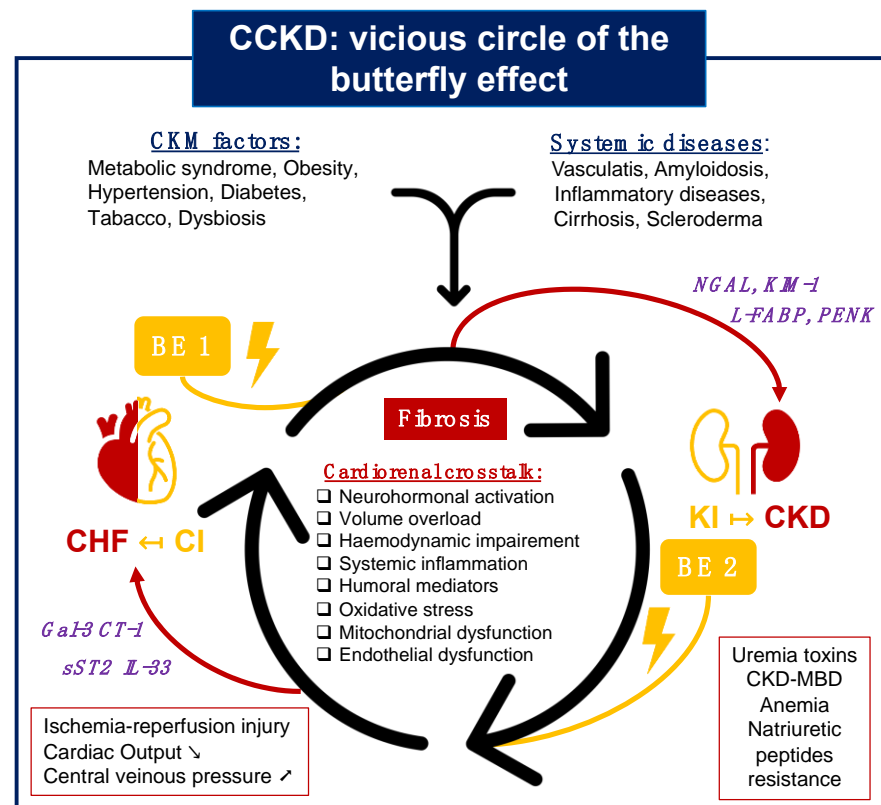 CCKD: vicious circle of the
butterfly effect
CKM factors:
Metabolic syndrome, Obesity,
Hypertension, Diabetes,
Tabacco, Dysbiosis
Systemic diseases:
Vasculatis, Amyloidosis,
Inflammatory diseases,
Cirrhosis, Scleroderma
NGAL, KIM-1
L-FABP, PENK
BE 1
Fibrosis
Cardiorenal crosstalk:
❑ Neurohormonal activation
❑ Volume overload
❑ Haemodynamic impairement
❑ Systemic inflammation
❑ Humoral mediators
❑ Oxidative stress
❑ Mitochondrial dysfunction
❑ Endothelial dysfunction
CHF ↤ CI
KI ↦ CKD
BE 2
Gal-3 CT-1
sST2 IL-33
Ischemia-reperfusion injury
Cardiac Output ↘
Central veinous pressure ↗
Uremia toxins
CKD-MBD
Anemia
Natriuretic
peptides
resistance